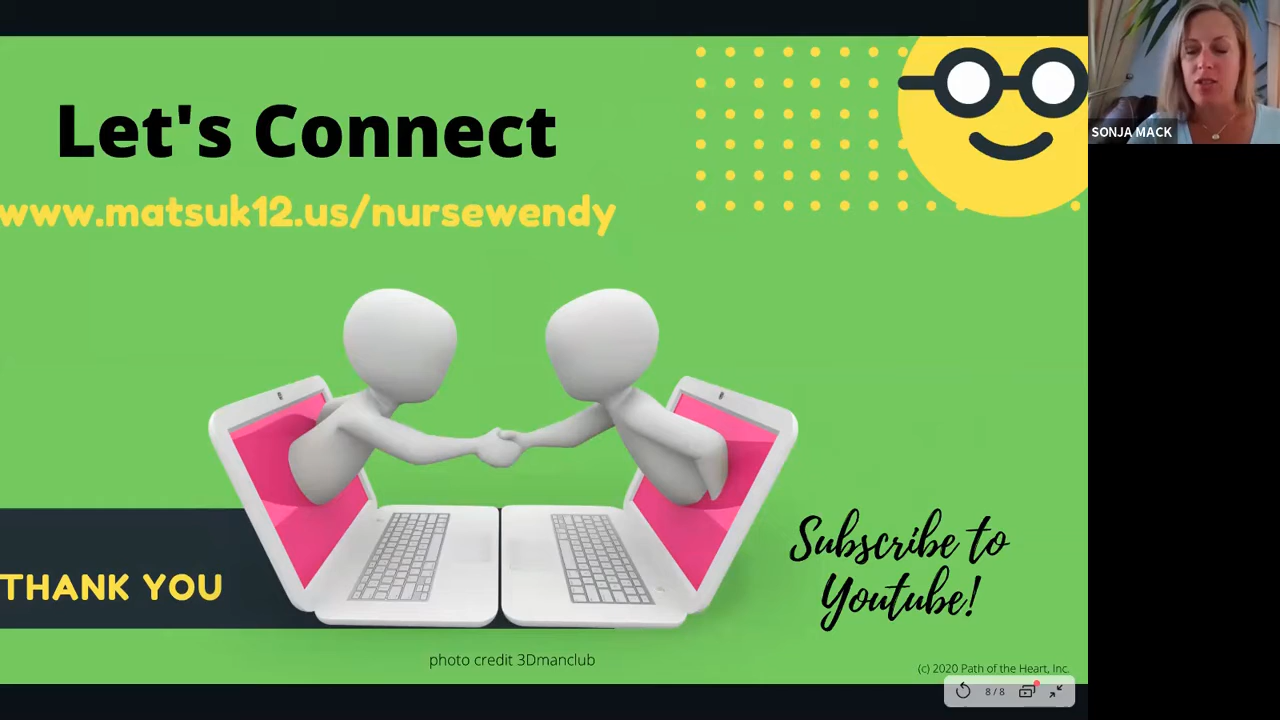 Let's Connect
www.matsuk12.us/nursewendy
SONJA MACK
THANK YOU
Subscribe to
Youtube!
photo credit 3Dmanclub
(c) 2020 Path of the Heart, Inc.
8 / 8